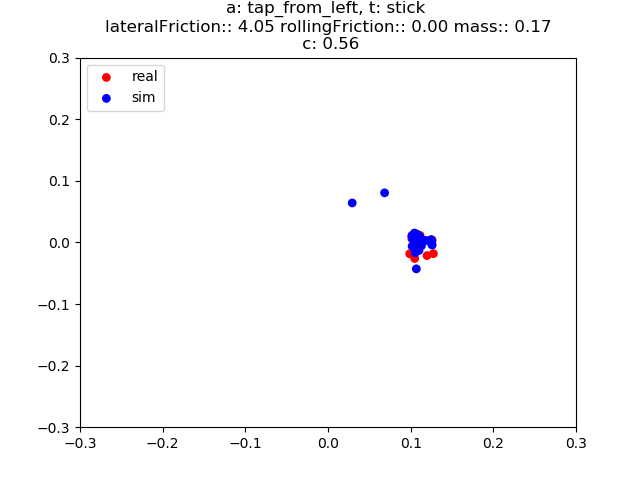 a: tap_from_left, t: stick
lateralFriction:: 4.05 rollingFriction:: 0.00 mass:: 0.17
c: 0.56
real
sim
0.3
0.2
0.1
0.0
−0.1
−0.2
−0.3
−0.3 −0.2 −0.1 0.0 0.1 0.2 0.3